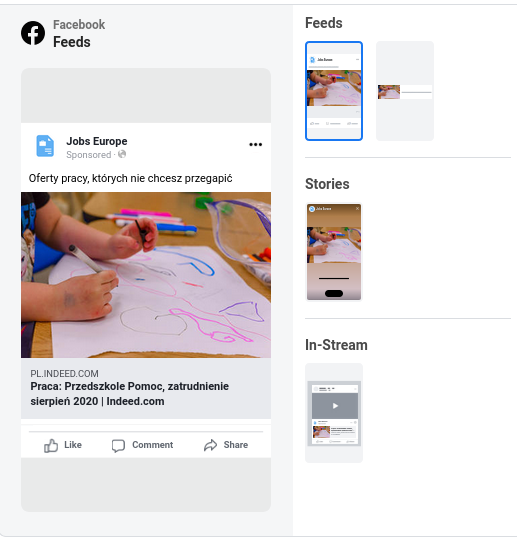 Facebook
Feeds
Jobs Europe
Sponsored ·
Oferty pracy, których nie chcesz przegapić
PL.INDEED.COM
Praca: Przedszkole Pomoc, zatrudnienie
sierpień 2020 | Indeed.com
Like
Comment
Share
Feeds
Jobs Europe
Stories
Jobs Europe
In-Stream